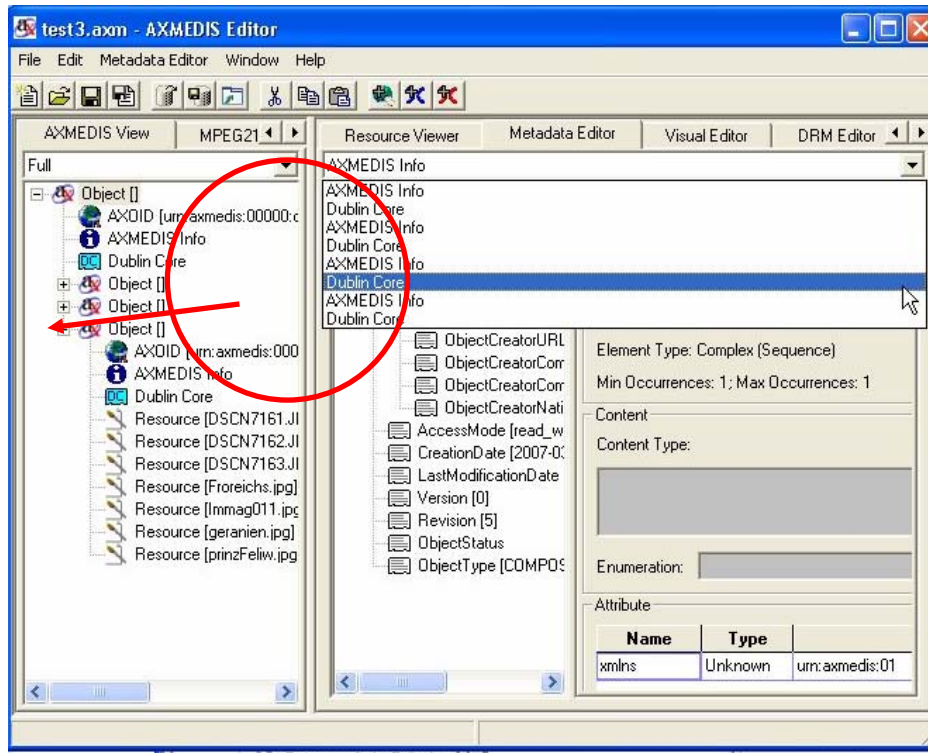 test3.axm - AXMEDIS Editor
File Edit Metadata Editor Window Help
AXMEDIS View MPEG21
Full
Object []
AXOID [urn:axmedis:00000:c
AXMEDIS Info
Dublin Core
Object []
Object []
Object []
AXOID [urn:axmedis:000
AXMEDIS Info
Dublin Core
Resource [DSCN7161.JI
Resource [DSCN7162.JI
Resource [DSCN7163.JI
Resource [Froreichs.jpg]
Resource [Immag011.jpg
Resource [geranien.jpg]
Resource [prinzFeliw.jpg
Resource Viewer Metadata Editor Visual Editor DRM Editor
AXMEDIS Info
AXMEDIS Info
Dublin Core
AXMEDIS Info
Dublin Core
AXMEDIS Info
Dublin Core
AXMEDIS Info
Dublin Core
ObjectCreatorURL
ObjectCreatorCom
ObjectCreatorCom
ObjectCreatorNati
AccessMode [read_w
CreationDate [2007-0
LastModificationDate
Version [0]
Revision [5]
ObjectStatus
ObjectType [COMPOS
Element Type: Complex (Sequence)
Min Occurrences: 1; Max Occurrences: 1
Content
Content Type:
Enumeration:
Attribute
Name Type
xmlns Unknown urn:axmedis:01